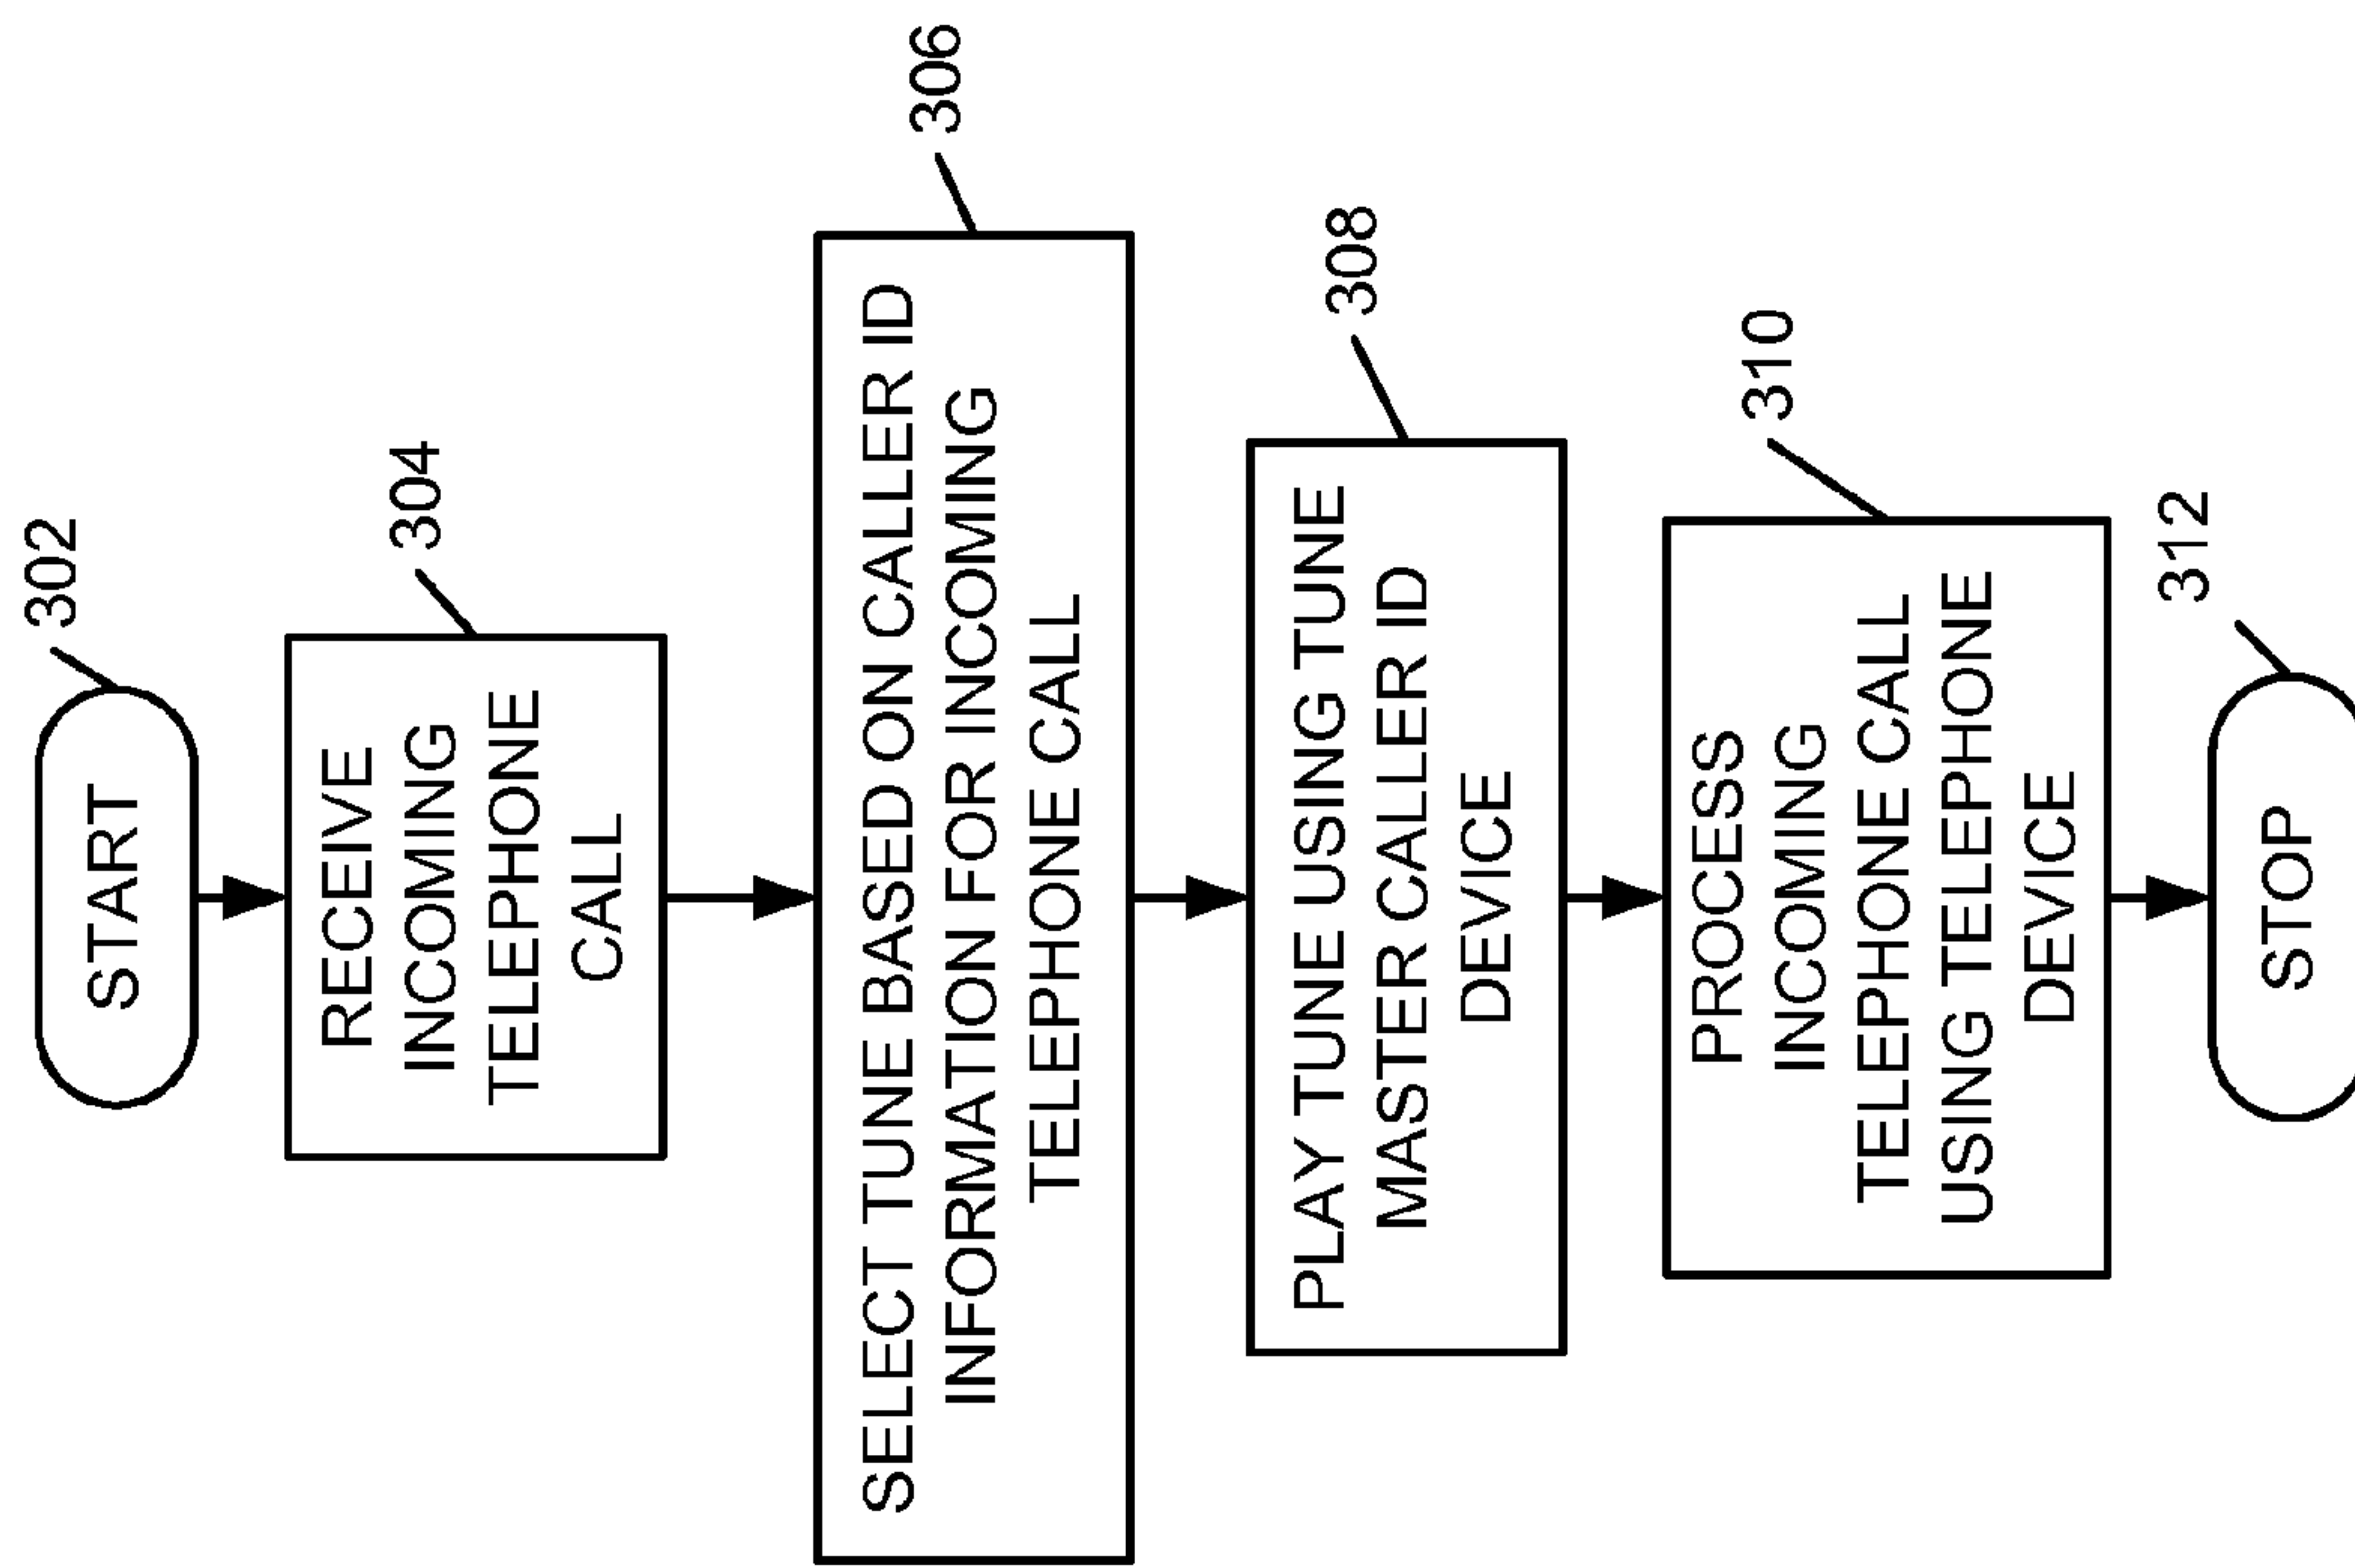 START
302
RECEIVE
INCOMING
TELEPHONE
CALL
304
SELECT TUNE BASED ON CALLER ID
INFORMATION FOR INCOMING
TELEPHONE CALL
306
PLAY TUNE USING TUNE
MASTER CALLER ID
DEVICE
308
PROCESS
INCOMING
TELEPHONE CALL
USING TELEPHONE
DEVICE
310
STOP
312